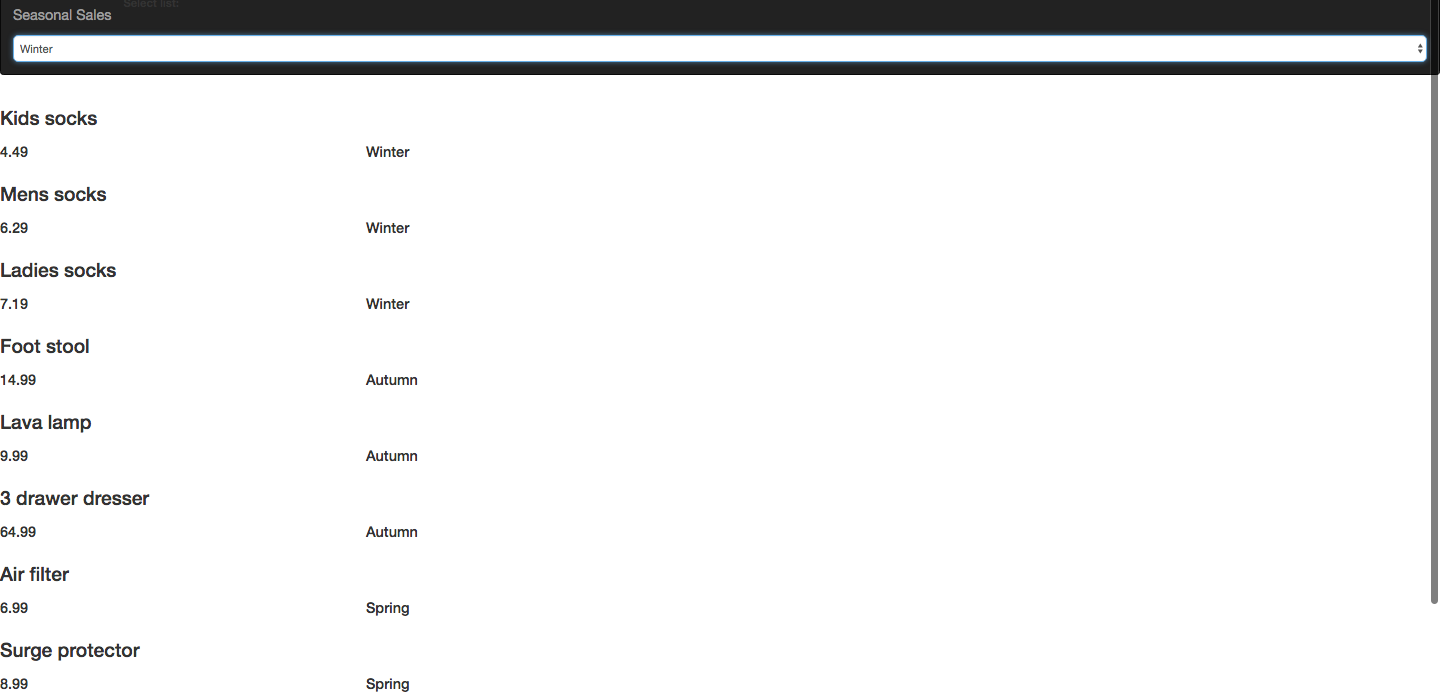 Select list:
Seasonal Sales
Winter
Kids socks
4.49 Winter
Mens socks
6.29 Winter
Ladies socks
7.19 Winter
Foot stool
14.99 Autumn
Lava lamp
9.99 Autumn
3 drawer dresser
64.99 Autumn
Air filter
6.99 Spring
Surge protector
8.99 Spring